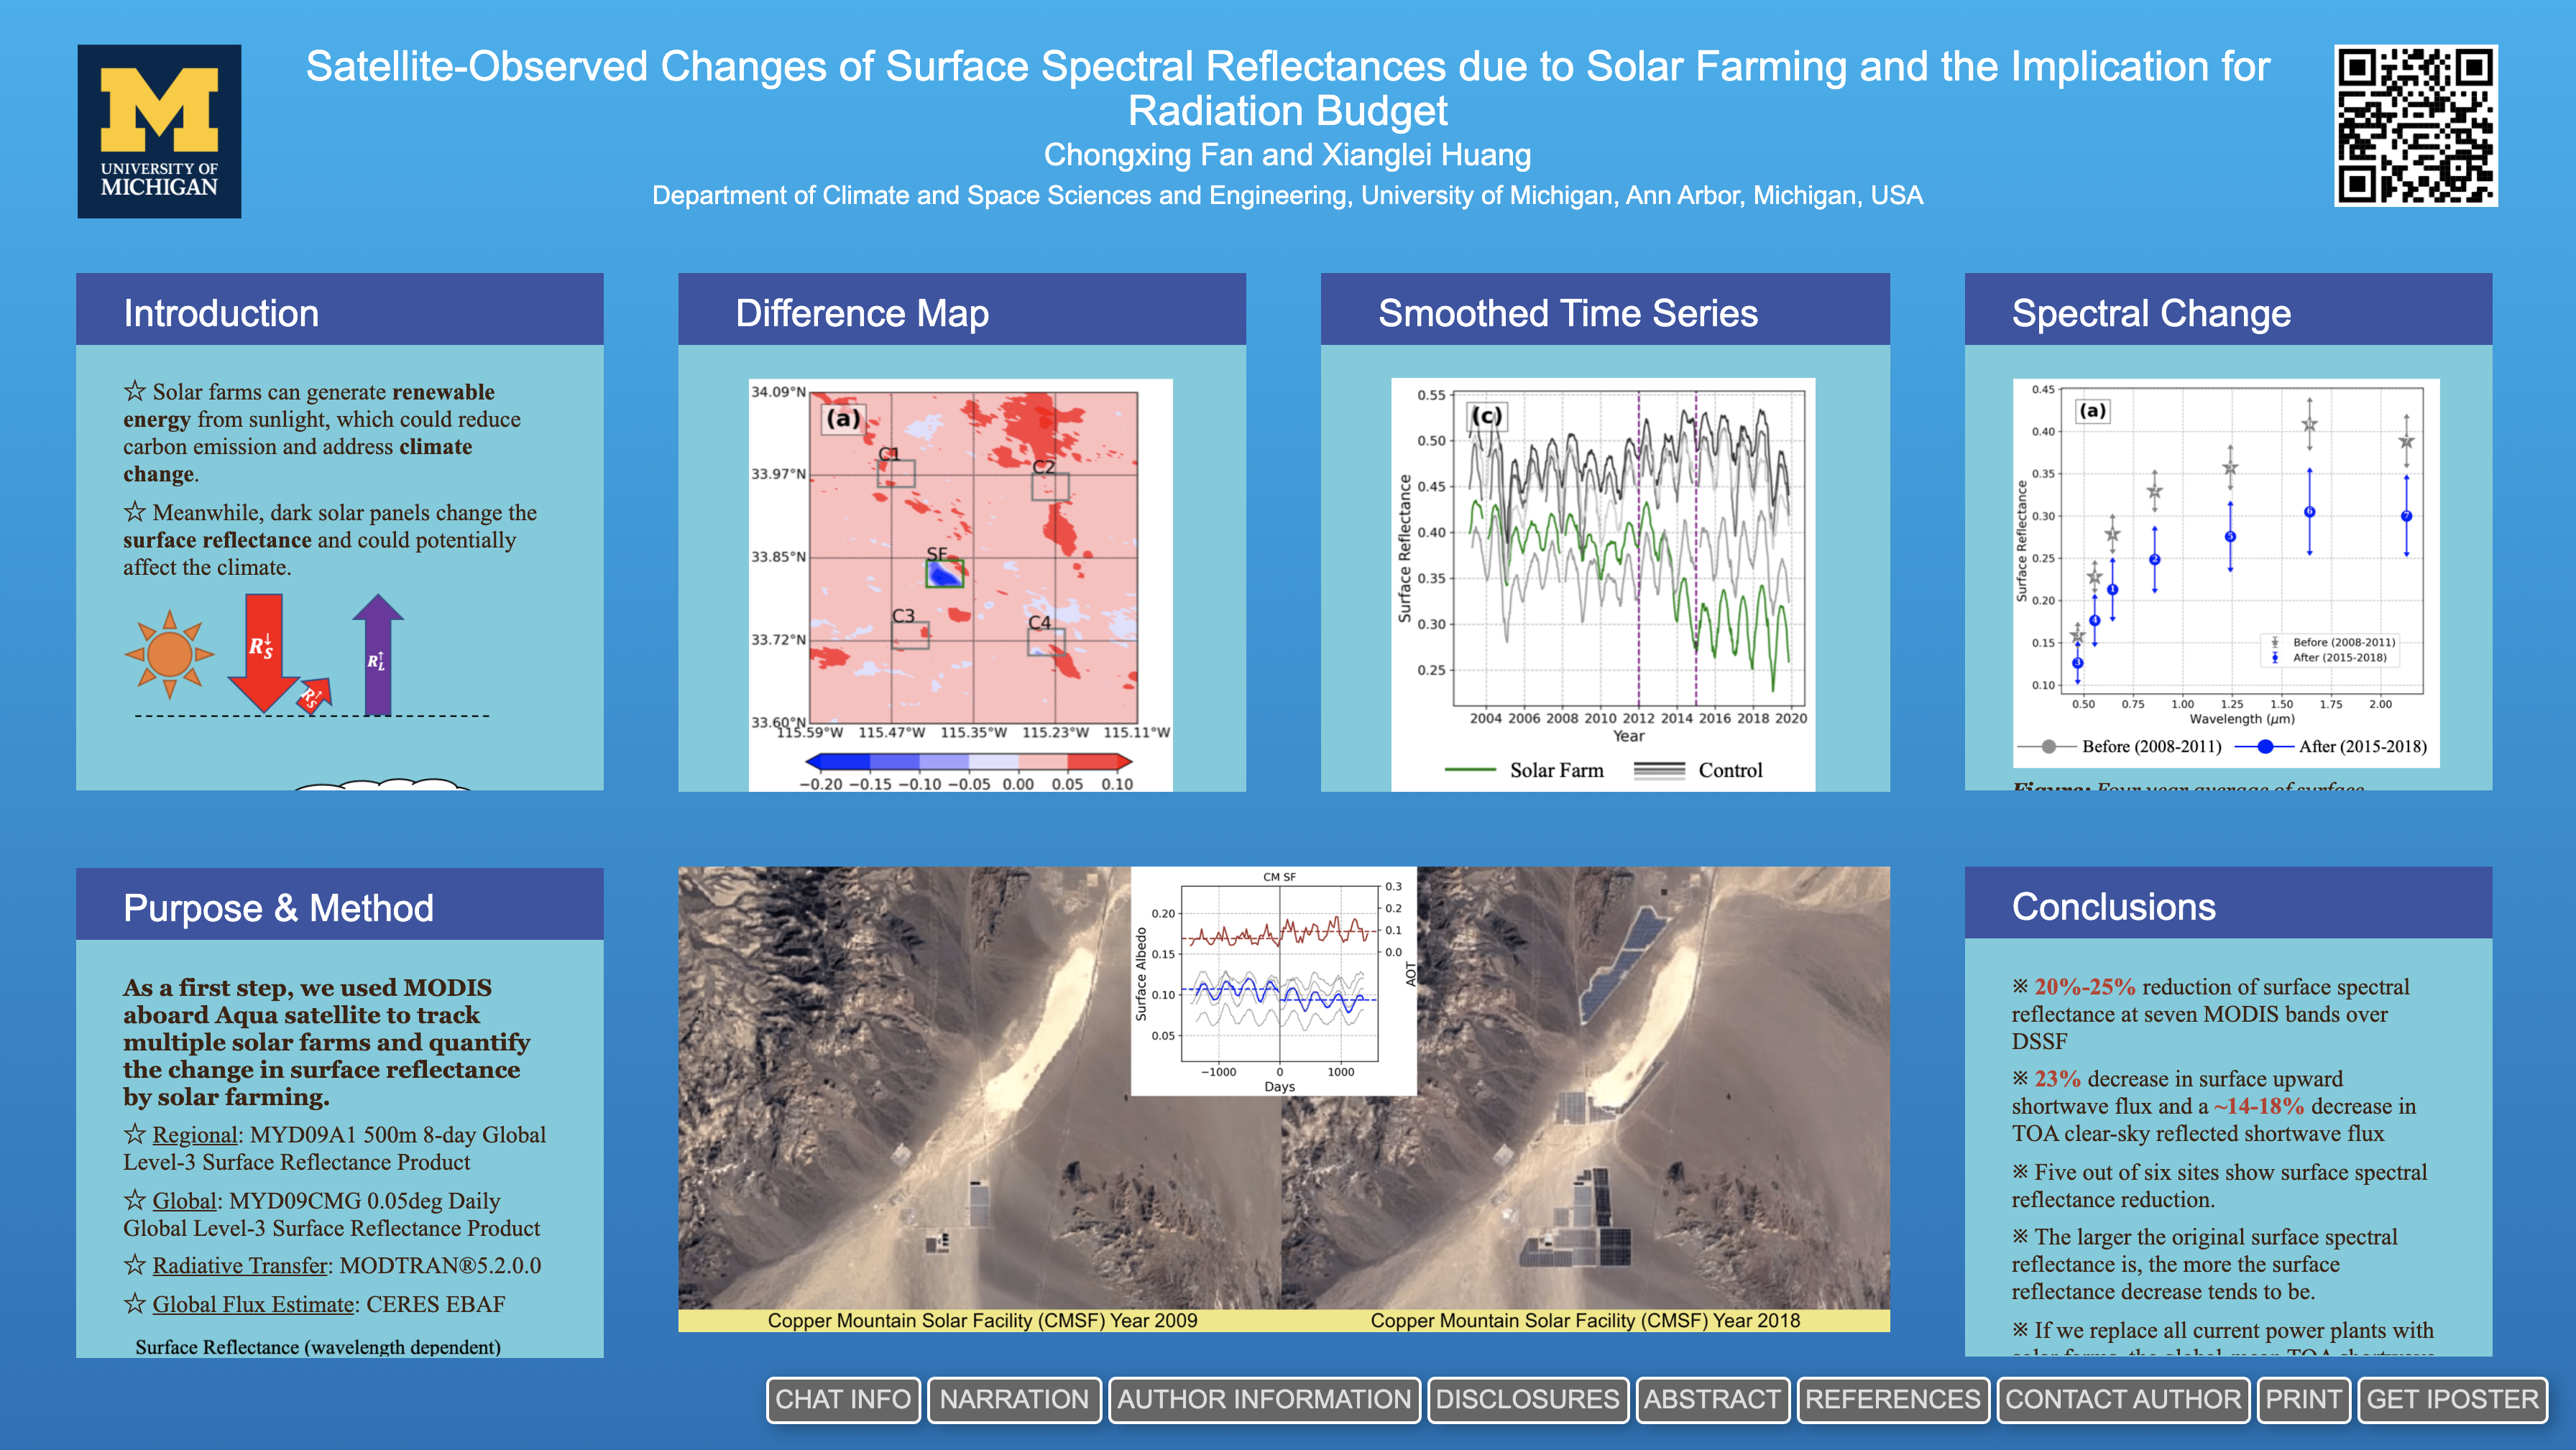 M
UNIVERSITY OF
MICHIGAN
Satellite-Observed Changes of Surface Spectral Reflectances due to Solar Farming and the Implication for
Radiation Budget
Chongxing Fan and Xianglei Huang
Department of Climate and Space Sciences and Engineering, University of Michigan, Ann Arbor, Michigan, USA
Introduction
☆ Solar farms can generate renewable
energy from sunlight, which could reduce
carbon emission and address climate
change.
☆ Meanwhile, dark solar panels change the
surface reflectance and could potentially
affect the climate.
R↓S
R↑S
R↑L
Difference Map
34.09°N
(a)
C1
33.97°N
C2
33.85°N
SF
C3
C4
33.72°N
33.60°N
115.59°W 115.47°W 115.35°W 115.23°W 115.11°W
−0.20 −0.15 −0.10 −0.05 0.00 0.05 0.10
Smoothed Time Series
(c)
0.55
0.50
0.45
0.40
0.35
0.30
0.25
Surface Reflectance
2004 2006 2008 2010 2012 2014 2016 2018 2020
Year
Solar Farm
Control
Spectral Change
(a)
0.45
0.40
0.35
0.30
0.25
0.20
0.15
0.10
Surface Reflectance
3
4
1
2
5
6
7
Before (2008-2011)
After (2015-2018)
0.50 0.75 1.00 1.25 1.50 1.75 2.00
Wavelength (μm)
Before (2008-2011) After (2015-2018)
Figure: Four year average of surface
Purpose & Method
As a first step, we used MODIS
aboard Aqua satellite to track
multiple solar farms and quantify
the change in surface reflectance
by solar farming.
☆ Regional: MYD09A1 500m 8-day Global
Level-3 Surface Reflectance Product
☆ Global: MYD09CMG 0.05deg Daily
Global Level-3 Surface Reflectance Product
☆ Radiative Transfer: MODTRAN®5.2.0.0
☆ Global Flux Estimate: CERES EBAF
Surface Reflectance (wavelength dependent)
CM SF
0.20
0.15
0.10
0.05
Surface Albedo
0.3
0.2
0.1
0.0
AOT
−1000 0 1000
Days
Copper Mountain Solar Facility (CMSF) Year 2009
Copper Mountain Solar Facility (CMSF) Year 2018
Conclusions
※ 20%-25% reduction of surface spectral
reflectance at seven MODIS bands over
DSSF
※ 23% decrease in surface upward
shortwave flux and a ~14-18% decrease in
TOA clear-sky reflected shortwave flux
※ Five out of six sites show surface spectral
reflectance reduction.
※ The larger the original surface spectral
reflectance is, the more the surface
reflectance decrease tends to be.
※ If we replace all current power plants with
solar farms, the global mean TOA shortwave
CHAT INFO
NARRATION
AUTHOR INFORMATION
DISCLOSURES
ABSTRACT
REFERENCES
CONTACT AUTHOR
PRINT
GET IPOSTER